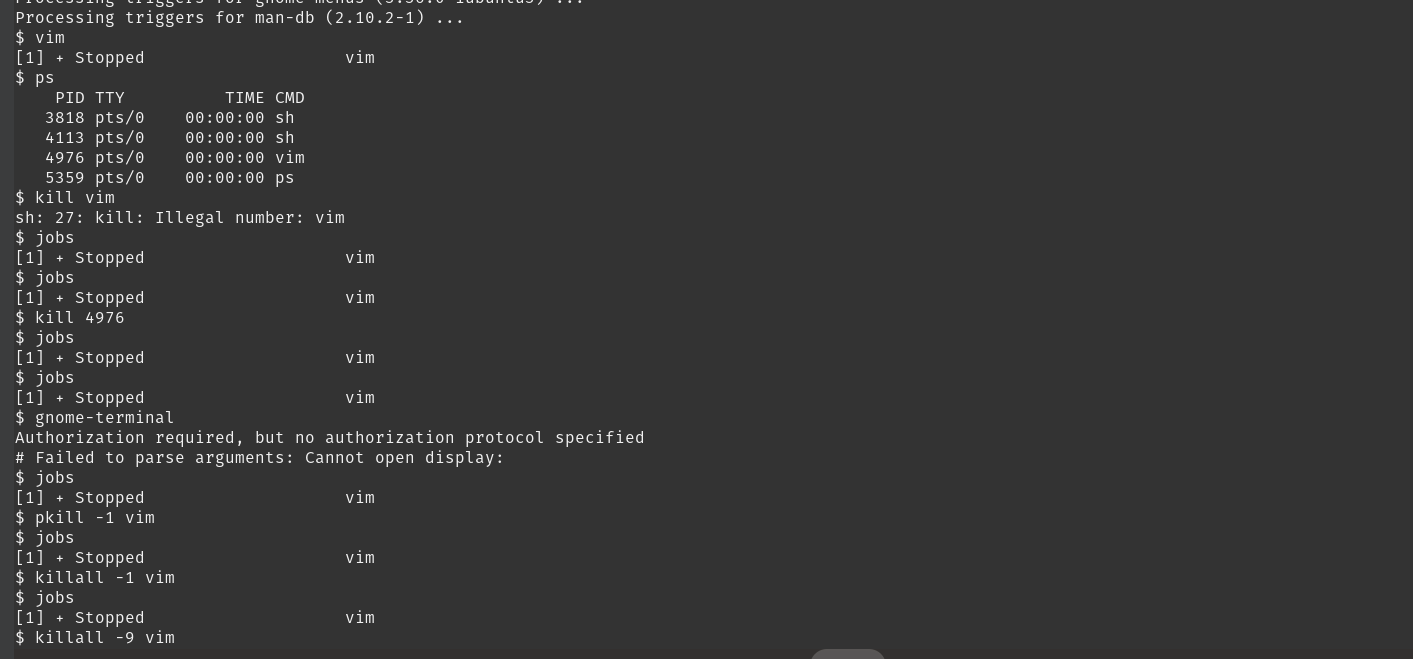 Processing triggers for man-db (2.10.2-1) ...
$ vim
[1] + Stopped                    vim
$ ps
    PID TTY          TIME CMD
   3818 pts/0    00:00:00 sh
   4113 pts/0    00:00:00 sh
   4976 pts/0    00:00:00 vim
   5359 pts/0    00:00:00 ps
$ kill vim
sh: 27: kill: Illegal number: vim
$ jobs
[1] + Stopped                    vim
$ jobs
[1] + Stopped                    vim
$ kill 4976
$ jobs
[1] + Stopped                    vim
$ jobs
[1] + Stopped                    vim
$ gnome-terminal
Authorization required, but no authorization protocol specified
# Failed to parse arguments: Cannot open display:
$ jobs
[1] + Stopped                    vim
$ pkill -1 vim
$ jobs
[1] + Stopped                    vim
$ killall -1 vim
$ jobs
[1] + Stopped                    vim
$ killall -9 vim